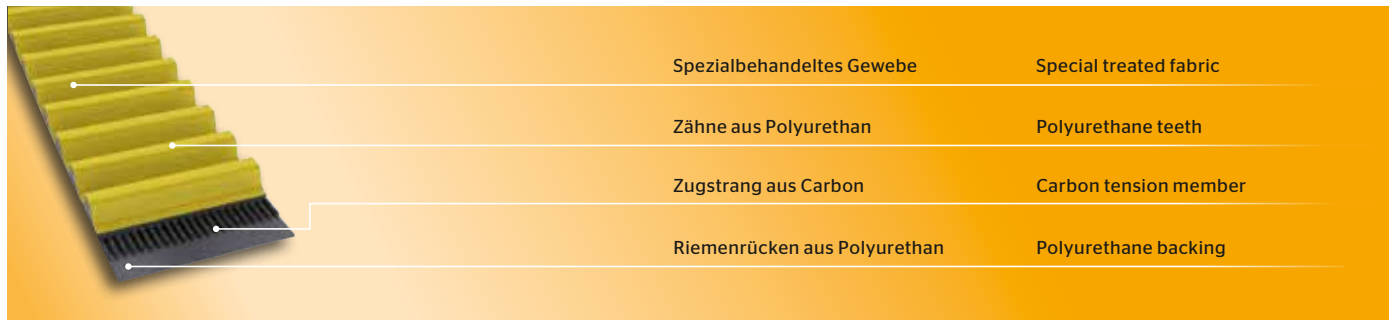 Spezialbehandeltes Gewebe Special treated fabric
Zähne aus Polyurethan Polyurethane teeth
Zugstrang aus Carbon Carbon tension member
Riemenrücken aus Polyurethan Polyurethane backing